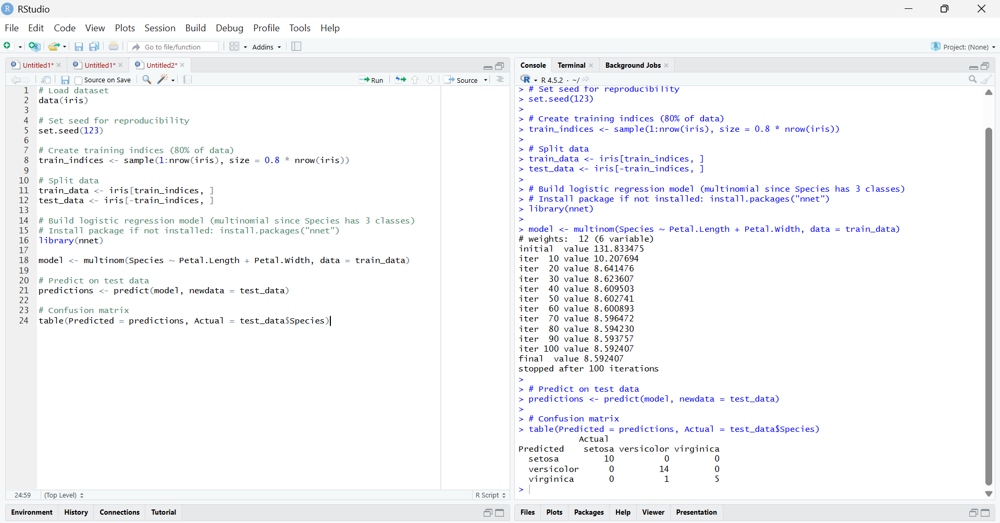 RStudio
File Edit Code View Plots Session Build Debug Profile Tools Help
Go to file/function Addins Project: (None)
Untitled1* Untitled1* Untitled2*
Source on Save Run Source
1 # Load dataset
2 data(iris)
3
4 # Set seed for reproducibility
5 set.seed(123)
6
7 # Create training indices (80% of data)
8 train_indices <- sample(1:nrow(iris), size = 0.8 * nrow(iris))
9
10 # Split data
11 train_data <- iris[train_indices, ]
12 test_data <- iris[-train_indices, ]
13
14 # Build logistic regression model (multinomial since Species has 3 classes)
15 # Install package if not installed: install.packages("nnet")
16 library(nnet)
17
18 model <- multinom(Species ~ Petal.Length + Petal.Width, data = train_data)
19
20 # Predict on test data
21 predictions <- predict(model, newdata = test_data)
22
23 # Confusion matrix
24 table(Predicted = predictions, Actual = test_data$Species)
24:59 (Top Level) R Script
Environment History Connections Tutorial
Console Terminal Background Jobs
R 4.5.2 · ~/
> # Set seed for reproducibility
> set.seed(123)
>
> # Create training indices (80% of data)
> train_indices <- sample(1:nrow(iris), size = 0.8 * nrow(iris))
>
> # Split data
> train_data <- iris[train_indices, ]
> test_data <- iris[-train_indices, ]
>
> # Build logistic regression model (multinomial since Species has 3 classes)
> # Install package if not installed: install.packages("nnet")
> library(nnet)
>
> model <- multinom(Species ~ Petal.Length + Petal.Width, data = train_data)
# weights:  12 (6 variable)
initial  value 131.833475
iter  10 value 10.207694
iter  20 value 8.641476
iter  30 value 8.623607
iter  40 value 8.609503
iter  50 value 8.602741
iter  60 value 8.600893
iter  70 value 8.596472
iter  80 value 8.594230
iter  90 value 8.593757
iter 100 value 8.592407
final  value 8.592407
stopped after 100 iterations
>
> # Predict on test data
> predictions <- predict(model, newdata = test_data)
>
> # Confusion matrix
> table(Predicted = predictions, Actual = test_data$Species)
Actual
Predicted    setosa versicolor virginica
setosa         10          0         0
versicolor      0         14         0
virginica       0          1         5
>
Files Plots Packages Help Viewer Presentation